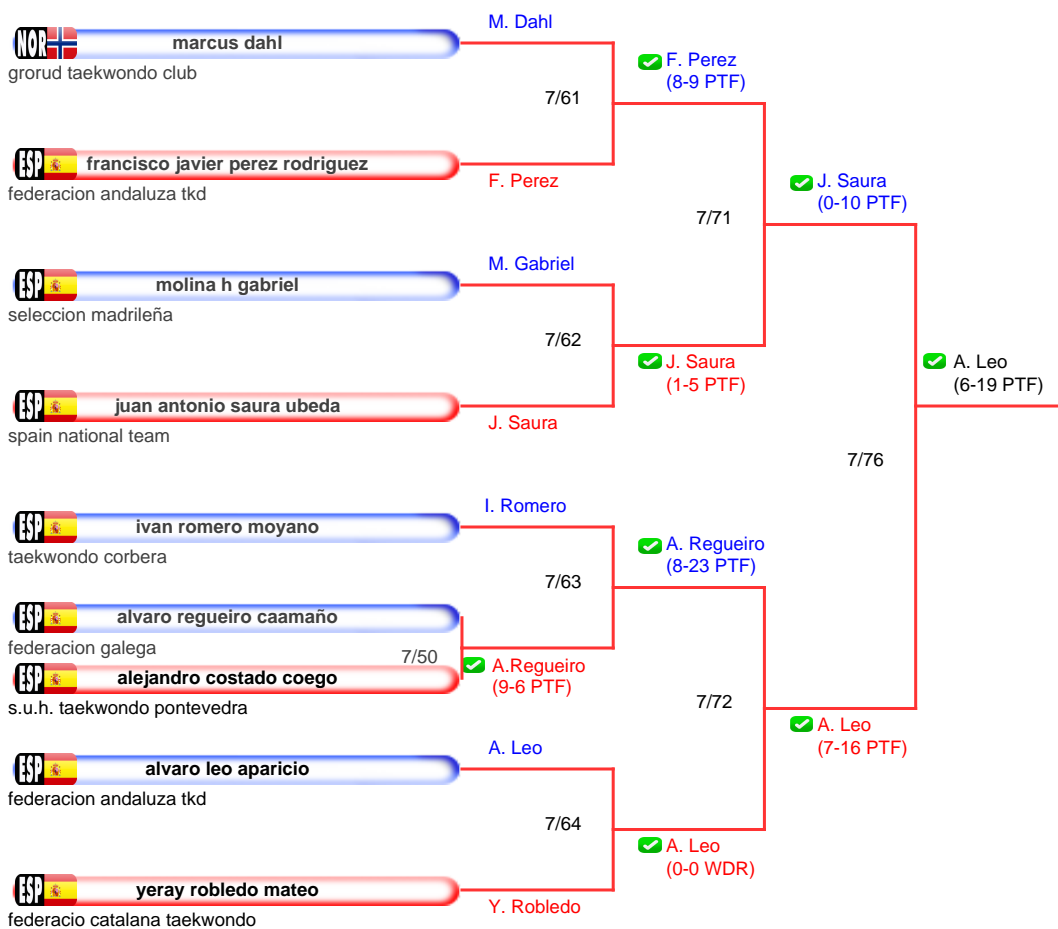 M. Dahl
NOR
marcus dahl
grorud taekwondo club
F. Perez
(8-9 PTF)
7/61
ESP
francisco javier perez rodriguez
federacion andaluza tkd
F. Perez
J. Saura
(0-10 PTF)
7/71
M. Gabriel
ESP
molina h gabriel
seleccion madrileña
7/62
J. Saura
(1-5 PTF)
A. Leo
(6-19 PTF)
ESP
juan antonio saura ubeda
spain national team
J. Saura
7/76
I. Romero
ESP
ivan romero moyano
taekwondo corbera
A. Regueiro
(8-23 PTF)
7/63
ESP
alvaro regueiro caamaño
federacion galega
7/50
A.Regueiro
(9-6 PTF)
ESP
alejandro costado coego
s.u.h. taekwondo pontevedra
7/72
A. Leo
(7-16 PTF)
A. Leo
ESP
alvaro leo aparicio
federacion andaluza tkd
7/64
A. Leo
(0-0 WDR)
ESP
yeray robledo mateo
federacio catalana taekwondo
Y. Robledo